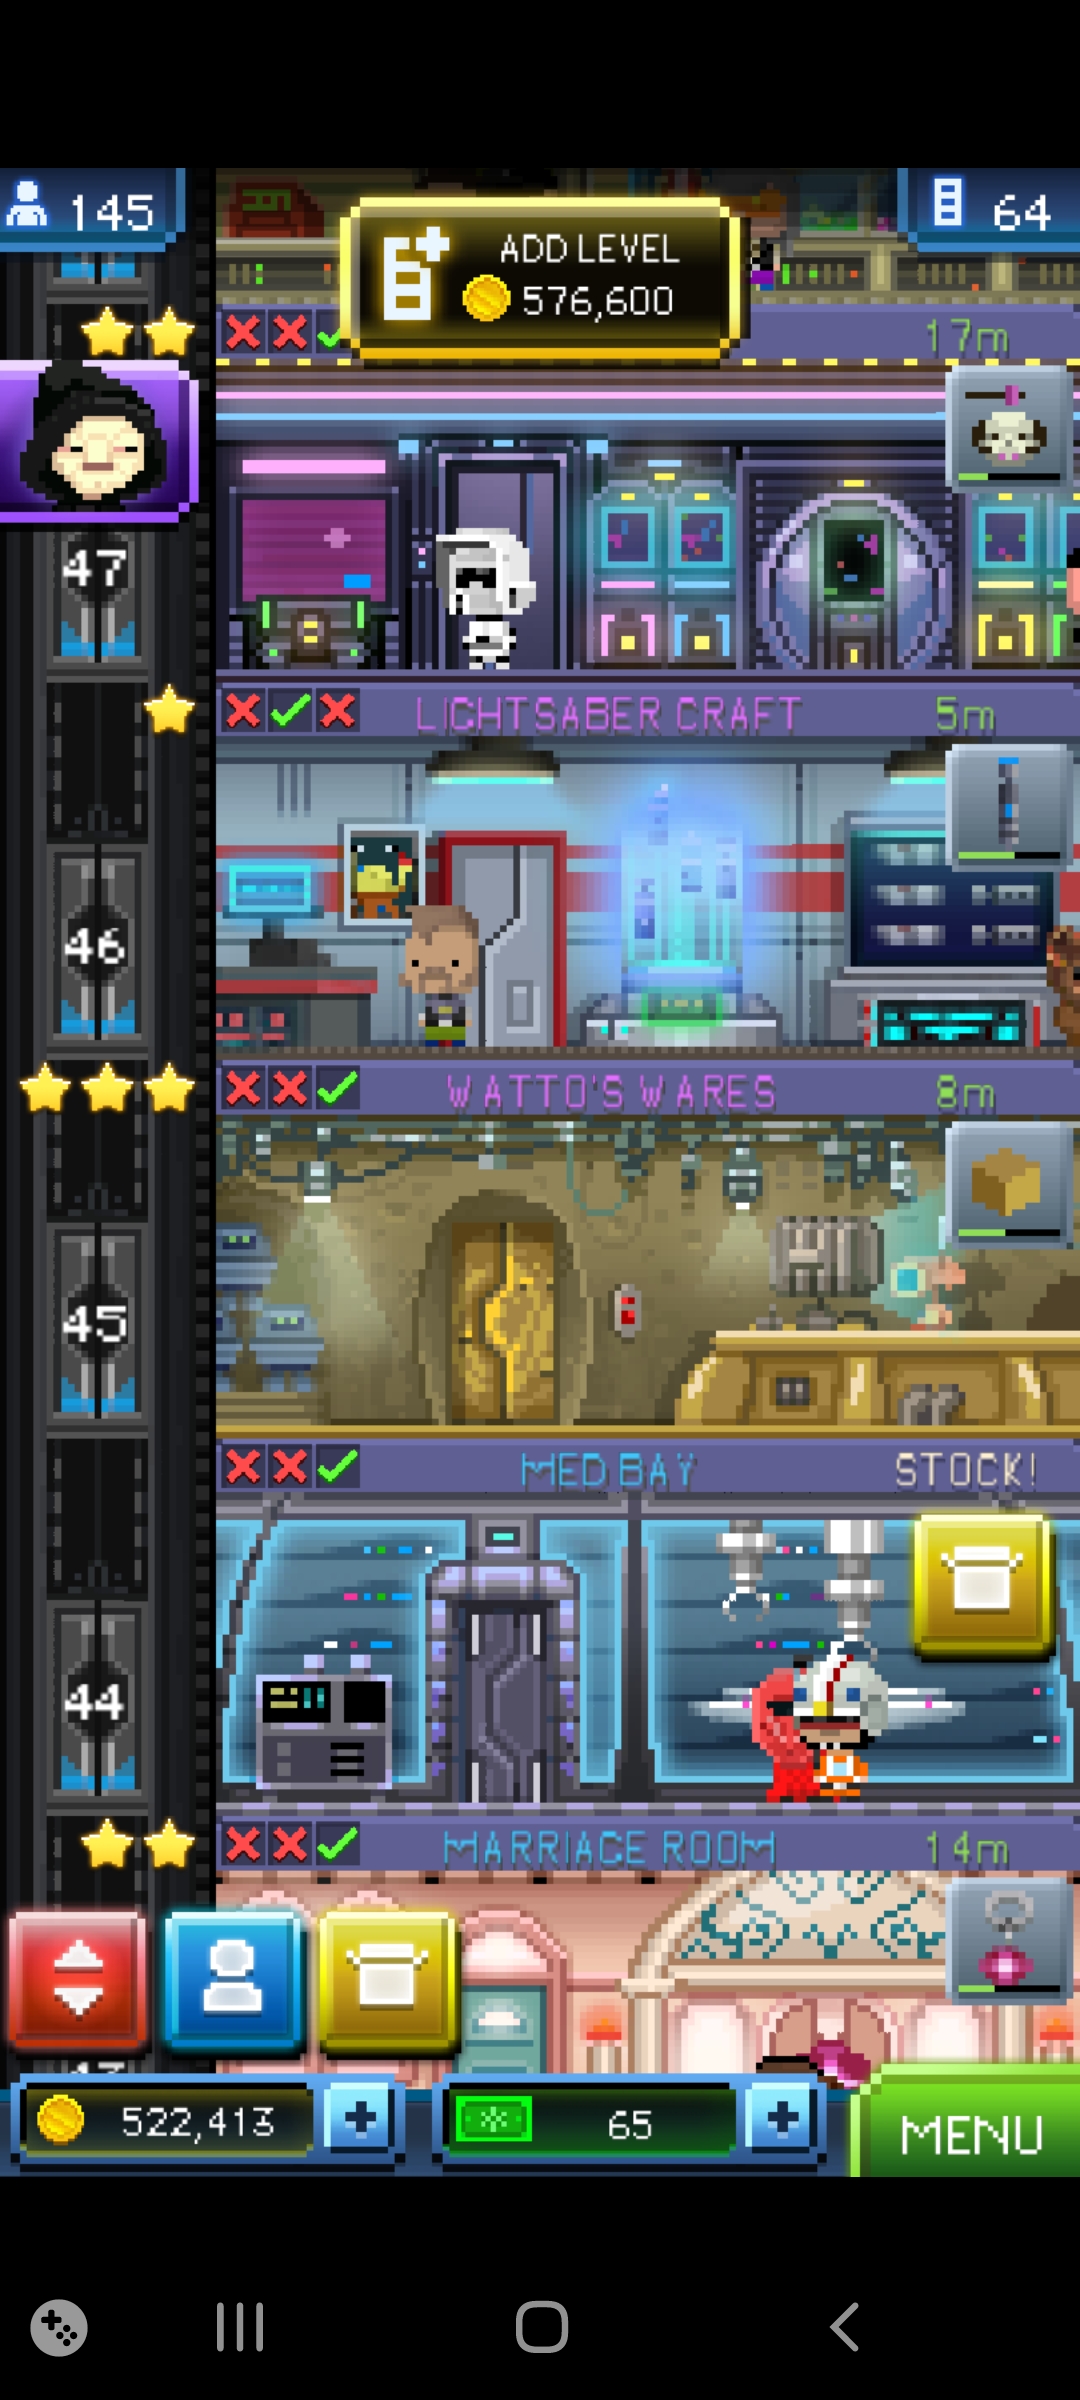 145
ADD LEVEL
576,600
64
17m
47
LIGHTSABER CRAFT
5m
46
WATTO'S WARES
8m
45
MED BAY
STOCK!
44
MARRIAGE ROOM
14m
522,413
65
MENU